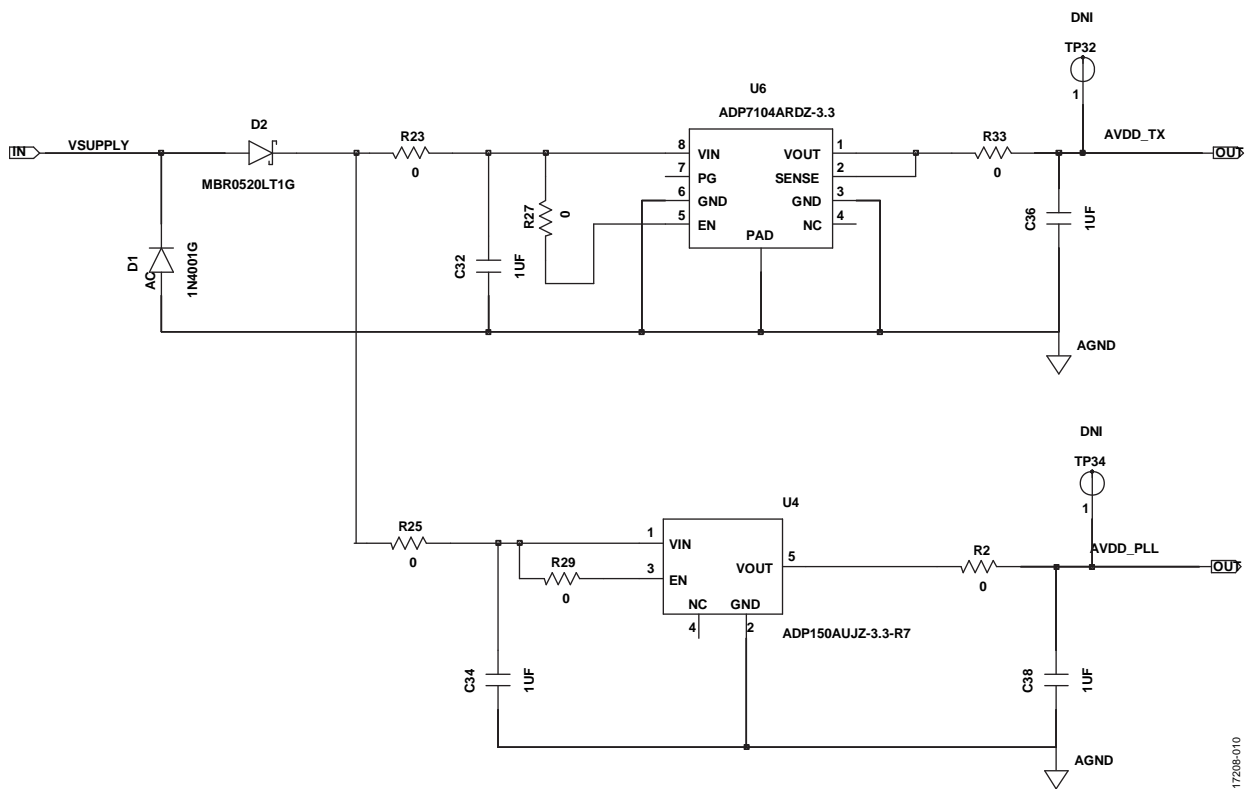 DNI
TP32
1
U6
ADP7104ARDZ-3.3
IN
VSUPPLY
D2
MBR0520LT1G
R23
0
8
VIN
7
PG
6
GND
5
EN
VOUT
1
SENSE
2
GND
3
NC
4
PAD
R33
0
AVDD_TX
OUT
R27
0
C32
1UF
C36
1UF
D1
AC
1N4001G
AGND
DNI
TP34
1
U4
R25
0
1
VIN
3
EN
R29
0
VOUT
5
NC
GND
4
2
ADP150AUJZ-3.3-R7
R2
0
AVDD_PLL
OUT
C34
1UF
C38
1UF
AGND
17208-010